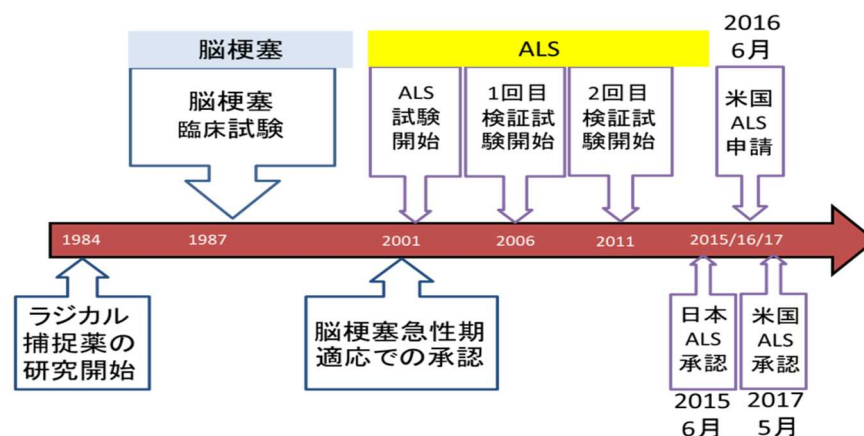 脳梗塞
ALS
2016
6月
脳梗塞
臨床試験
ALS
試験
開始
1回目
検証試
験開始
2回目
検証試
験開始
米国
ALS
申請
1984
1987
2001
2006
2011
2015/16/17
ラジカル
捕捉薬の
研究開始
脳梗塞急性期
適応での承認
日本
ALS
承認
2015
6月
米国
ALS
承認
2017
5月